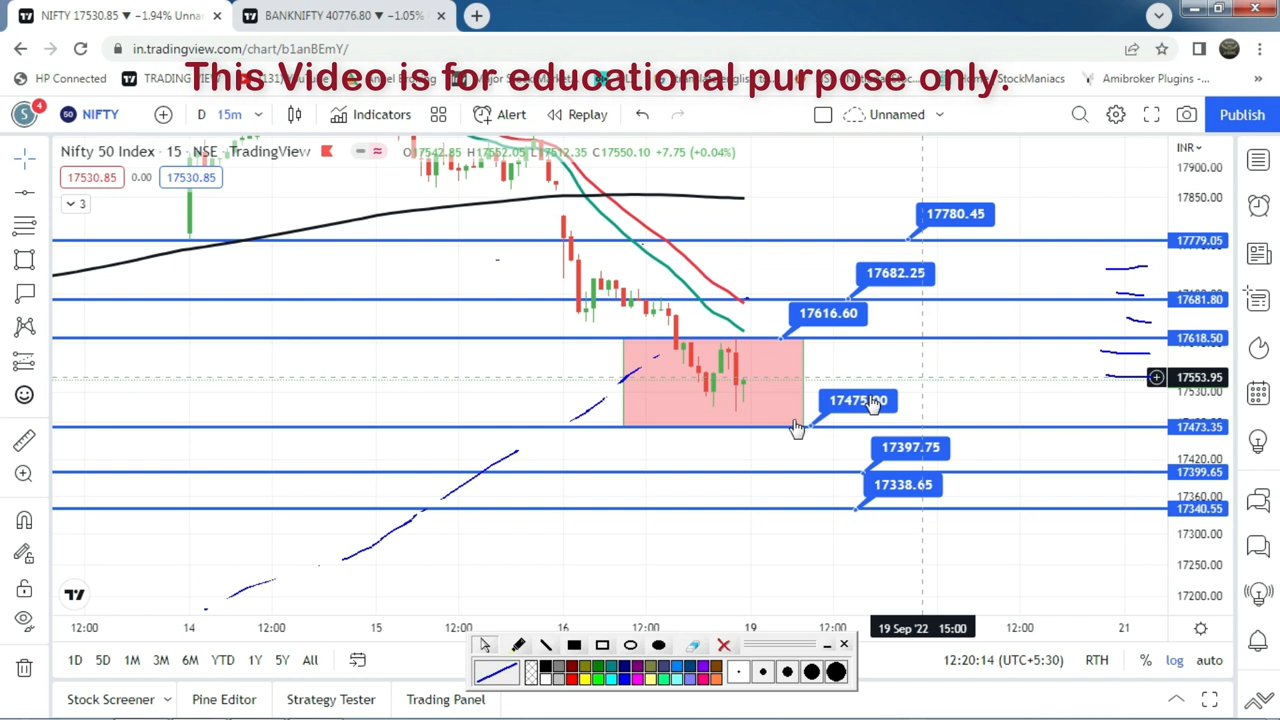 NIFTY 17530.85 ▼ −1.94% Unnar
BANKNIFTY 40776.80 ▼ −1.05%
in.tradingview.com/chart/b1anBEmY/
This Video is for educational purpose only.
HP Connected
StockManiacs
Amibroker Plugins -...
»
4
S
50 NIFTY
D 15m
Indicators
Alert
Replay
Unnamed
Publish
Nifty 50 Index · 15 · NSE · TradingView
H17552.05
C17550.10 +7.75 (+0.04%)
INR
17530.85 0.00 17530.85
3
17900.00
17850.00
17780.45
17779.05
17682.25
17681.80
17616.60
17618.50
17553.95
17530.00
17473.35
17397.75
17420.00
17399.65
17338.65
17360.00
17340.55
17300.00
17250.00
17200.00
12:00 14 12:00 15 12:00 16 12:00 19 12:00 19 Sep '22 15:00 12:00 21
1D 5D 1M 3M 6M YTD 1Y 5Y All
12:20:14 (UTC+5:30) RTH % log auto
Stock Screener Pine Editor Strategy Tester Trading Panel